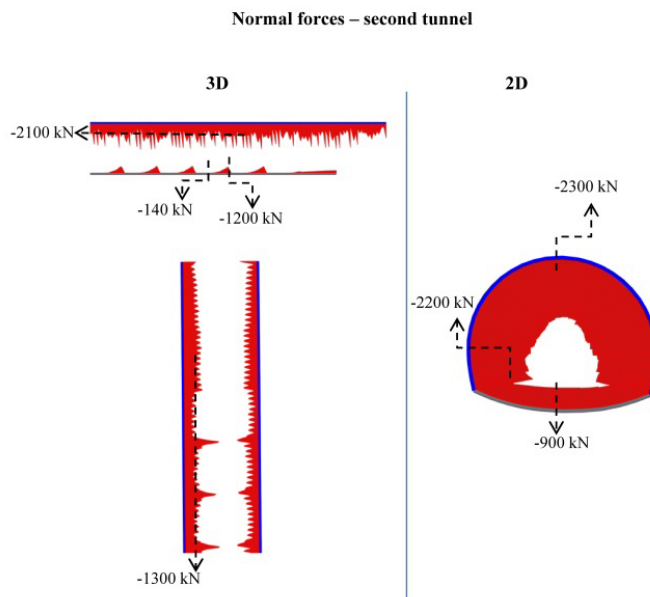 Normal forces – second tunnel
3D
2D
-2100 kN
-140 kN
-1200 kN
-1300 kN
-2300 kN
-2200 kN
-900 kN